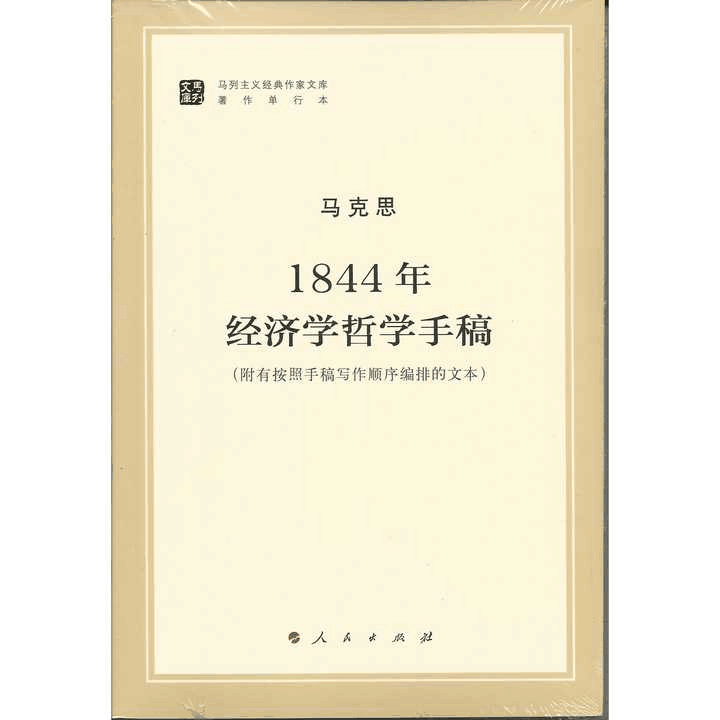 马列文库
马列主义经典作家文库
著作单行本
马克思
1844年
经济学哲学手稿
（附有按照手稿写作顺序编排的文本）
人民出版社